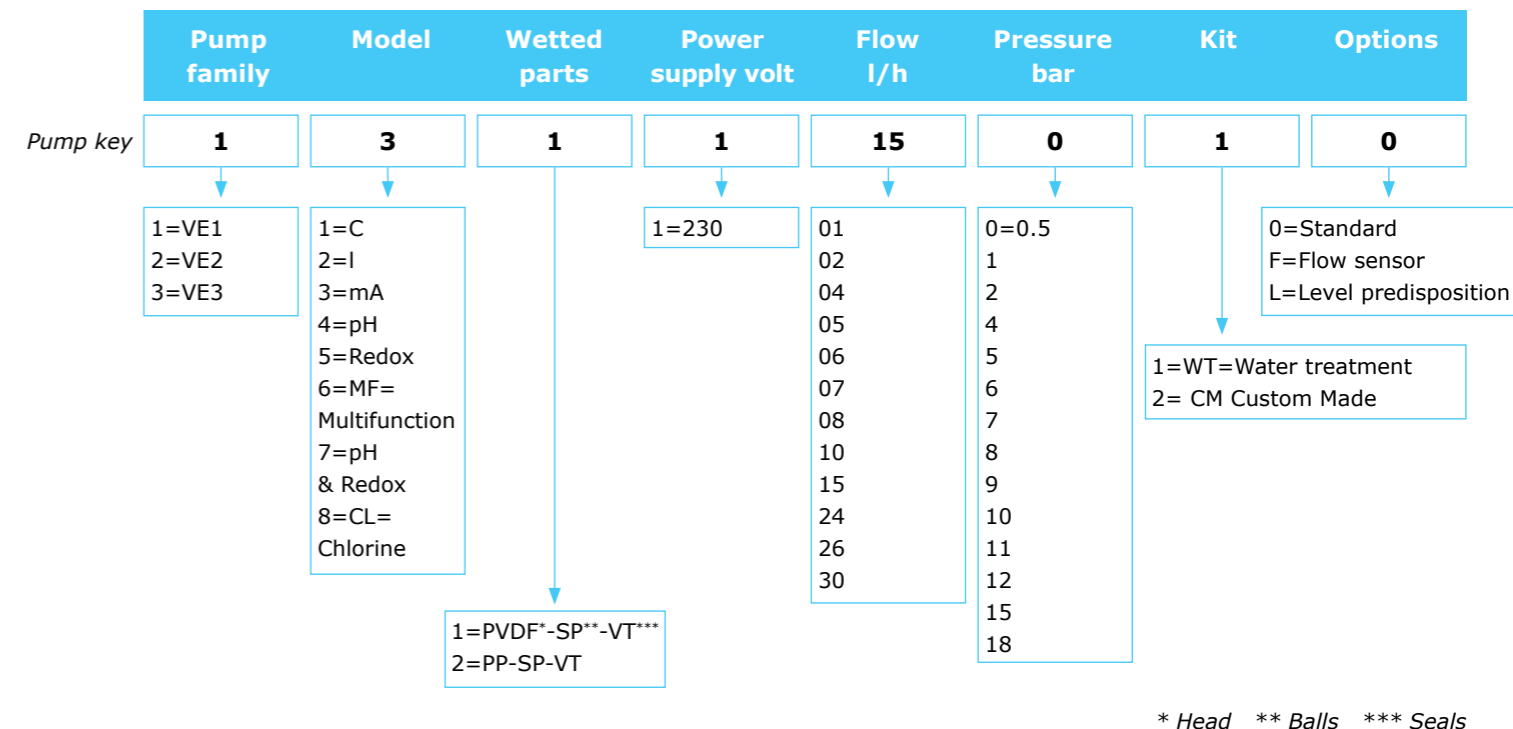 Pump family
Model
Wetted parts
Power supply volt
Flow l/h
Pressure bar
Kit
Options
Pump key
1
3
1
1
15
0
1
0
1=VE1
2=VE2
3=VE3
1=C
2=l
3=mA
4=pH
5=Redox
6=MF=
Multifunction
7=pH
& Redox
8=CL=
Chlorine
1=PVDF*-SP**-VT***
2=PP-SP-VT
1=230
01
02
04
05
06
07
08
10
15
24
26
30
0=0.5
1
2
4
5
6
7
8
9
10
11
12
15
18
1=WT=Water treatment
2= CM Custom Made
0=Standard
F=Flow sensor
L=Level predisposition
* Head ** Balls *** Seals